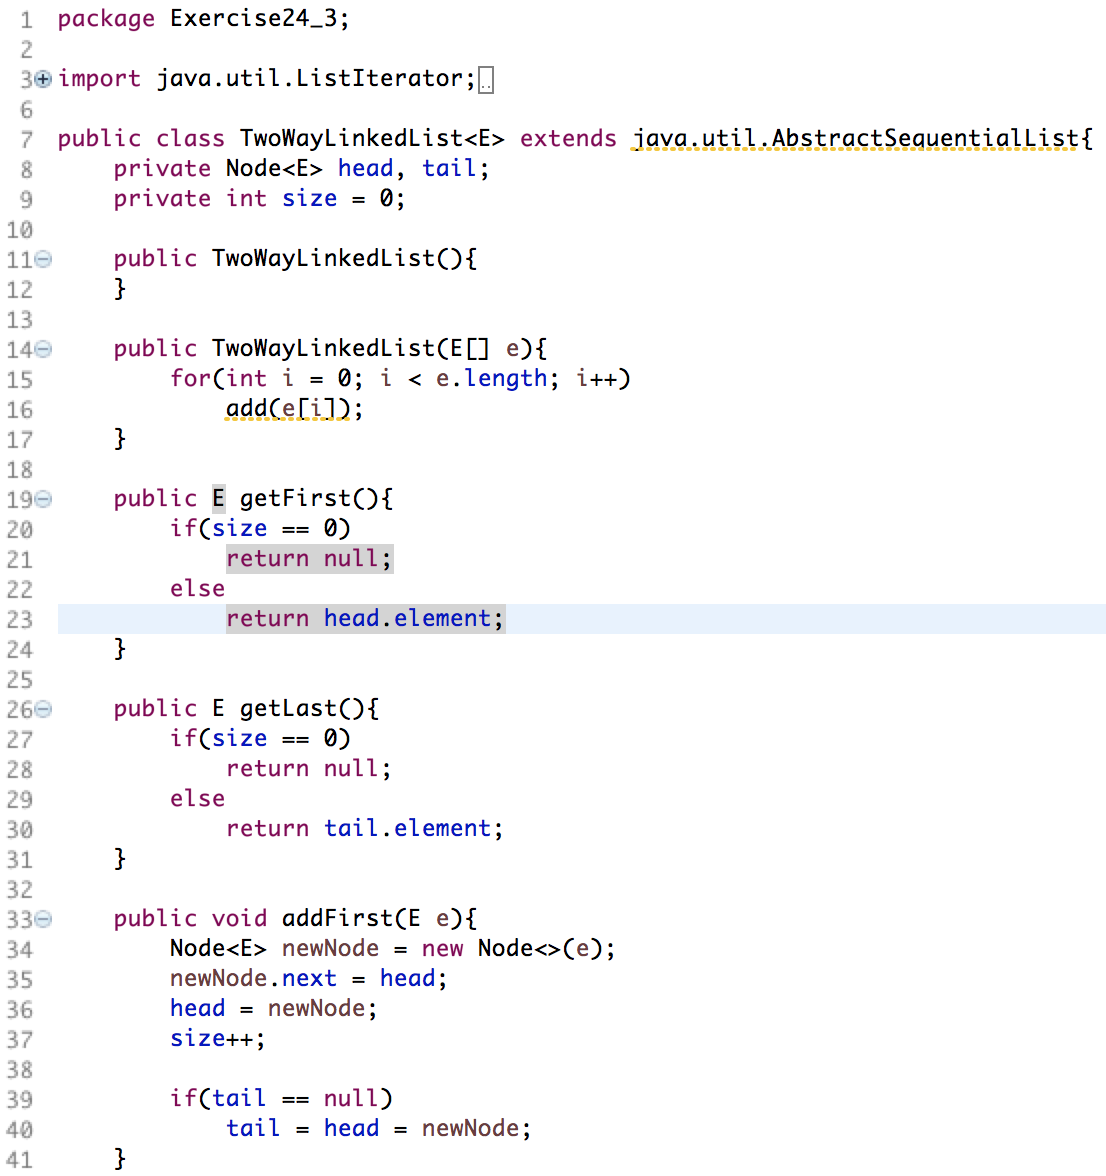 1 package Exercise24_3;
2
3 import java.util.ListIterator;
6
7 public class TwoWayLinkedList<E> extends java.util.AbstractSequentialList{
8     private Node<E> head, tail;
9     private int size = 0;
10
11     public TwoWayLinkedList(){
12     }
13
14     public TwoWayLinkedList(E[] e){
15         for(int i = 0; i < e.length; i++)
16             add(e[i]);
17     }
18
19     public E getFirst(){
20         if(size == 0)
21             return null;
22         else
23             return head.element;
24     }
25
26     public E getLast(){
27         if(size == 0)
28             return null;
29         else
30             return tail.element;
31     }
32
33     public void addFirst(E e){
34         Node<E> newNode = new Node<>(e);
35         newNode.next = head;
36         head = newNode;
37         size++;
38
39         if(tail == null)
40             tail = head = newNode;
41     }